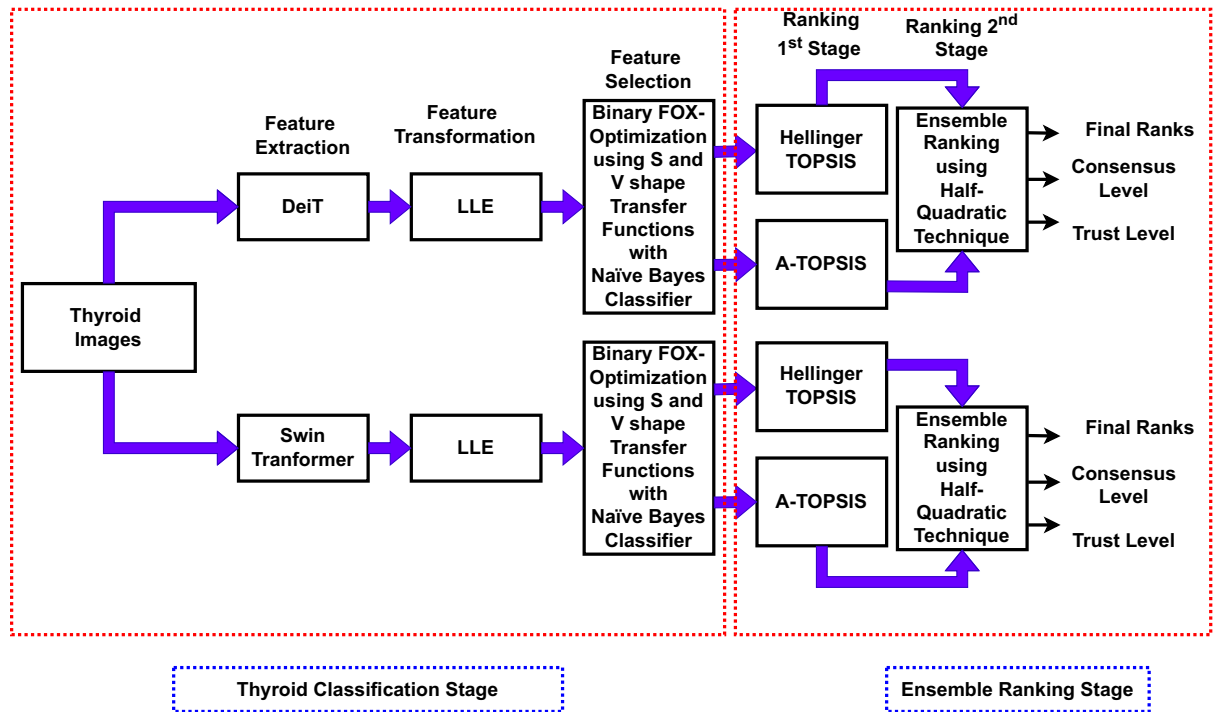 Ranking
1st Stage
Ranking 2nd
Stage
Feature
Selection
Feature
Extraction
Feature
Transformation
Thyroid
Images
DeiT
LLE
Binary FOX-
Optimization
using S and
V shape
Transfer
Functions
with
Naïve Bayes
Classifier
Hellinger
TOPSIS
A-TOPSIS
Ensemble
Ranking
using
Half-
Quadratic
Technique
Final Ranks
Consensus
Level
Trust Level
Swin
Tranformer
LLE
Binary FOX-
Optimization
using S and
V shape
Transfer
Functions
with
Naïve Bayes
Classifier
Hellinger
TOPSIS
A-TOPSIS
Ensemble
Ranking
using
Half-
Quadratic
Technique
Final Ranks
Consensus
Level
Trust Level
Thyroid Classification Stage
Ensemble Ranking Stage